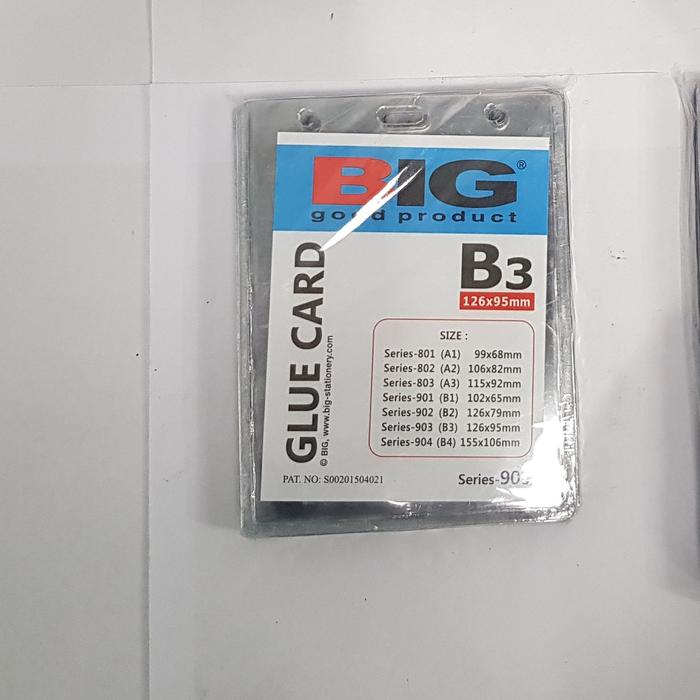 BIG®
good product
GLUE CARD
© BIG, www.big-stationery.com
B3
126x95mm
SIZE :
Series-801 (A1) 99x68mm
Series-802 (A2) 106x82mm
Series-803 (A3) 115x92mm
Series-901 (B1) 102x65mm
Series-902 (B2) 126x79mm
Series-903 (B3) 126x95mm
Series-904 (B4) 155x106mm
PAT. NO: S00201504021
Series-903